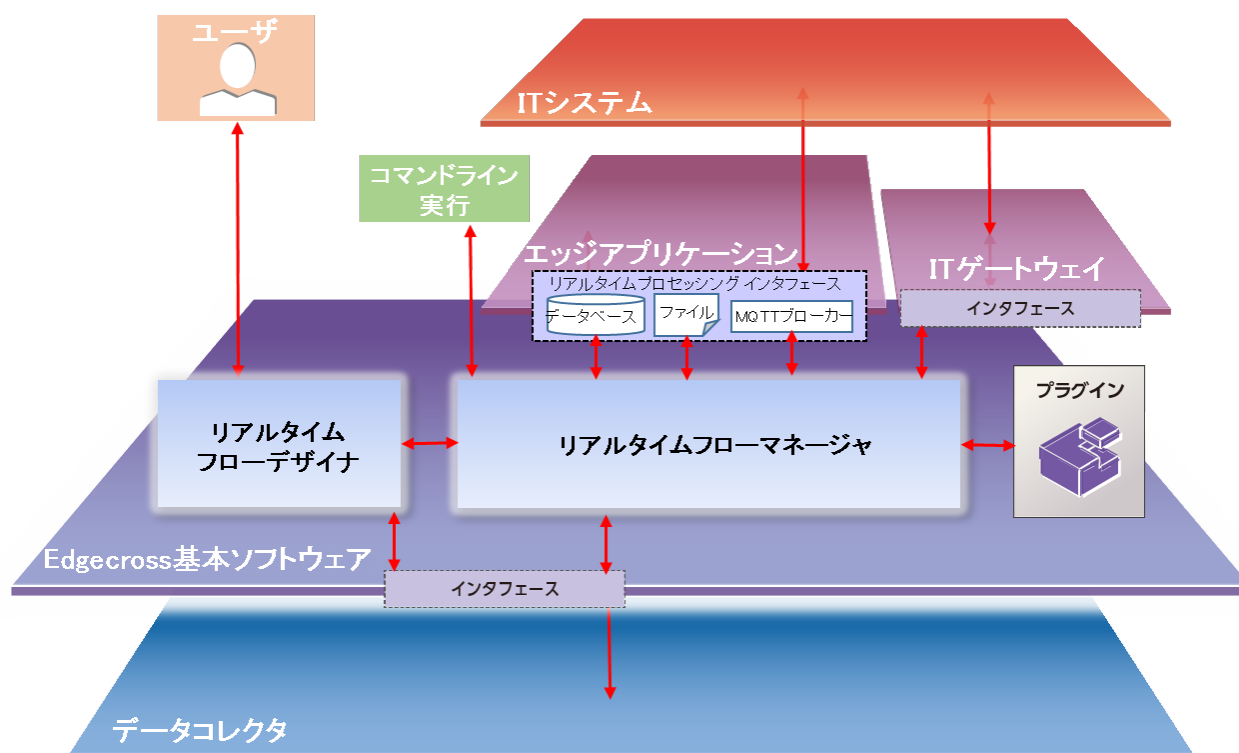 ユーザ
ITシステム
コマンドライン
実行
エッジアプリケーション
ITゲートウェイ
リアルタイムプロセッシング インタフェース
データベース
ファイル
MQTTブローカー
インタフェース
リアルタイム
フローデザイナ
リアルタイムフローマネージャ
プラグイン
Edgecross基本ソフトウェア
インタフェース
データコレクタ